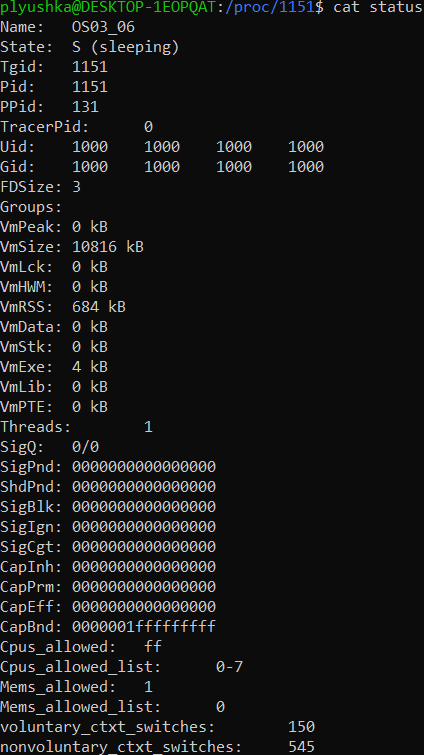 plyushka@DESKTOP-1EOPQAT:/proc/1151$ cat status
Name:   OS03_06
State:  S (sleeping)
Tgid:   1151
Pid:    1151
PPid:   131
TracerPid:      0
Uid:    1000    1000    1000    1000
Gid:    1000    1000    1000    1000
FDSize: 3
Groups:
VmPeak: 0 kB
VmSize: 10816 kB
VmLck:  0 kB
VmHWM:  0 kB
VmRSS:  684 kB
VmData: 0 kB
VmStk:  0 kB
VmExe:  4 kB
VmLib:  0 kB
VmPTE:  0 kB
Threads:        1
SigQ:   0/0
SigPnd: 0000000000000000
ShdPnd: 0000000000000000
SigBlk: 0000000000000000
SigIgn: 0000000000000000
SigCgt: 0000000000000000
CapInh: 0000000000000000
CapPrm: 0000000000000000
CapEff: 0000000000000000
CapBnd: 0000001fffffffff
Cpus_allowed:   ff
Cpus_allowed_list:      0-7
Mems_allowed:   1
Mems_allowed_list:      0
voluntary_ctxt_switches:        150
nonvoluntary_ctxt_switches:     545